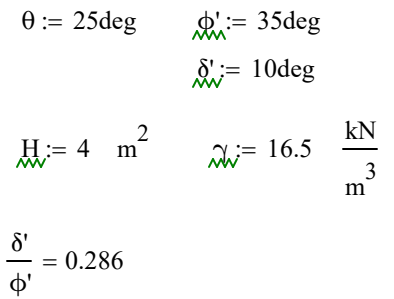 θ := 25deg φ' := 35deg
δ' := 10deg
H := 4 m² γ := 16.5 kN/m³
δ'/φ' = 0.286